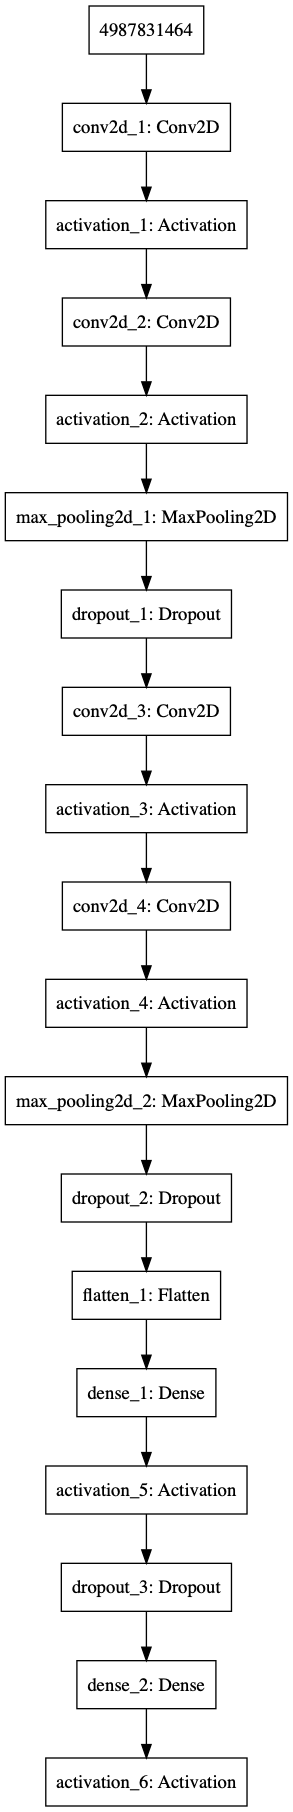 4987831464
conv2d_1: Conv2D
activation_1: Activation
conv2d_2: Conv2D
activation_2: Activation
max_pooling2d_1: MaxPooling2D
dropout_1: Dropout
conv2d_3: Conv2D
activation_3: Activation
conv2d_4: Conv2D
activation_4: Activation
max_pooling2d_2: MaxPooling2D
dropout_2: Dropout
flatten_1: Flatten
dense_1: Dense
activation_5: Activation
dropout_3: Dropout
dense_2: Dense
activation_6: Activation